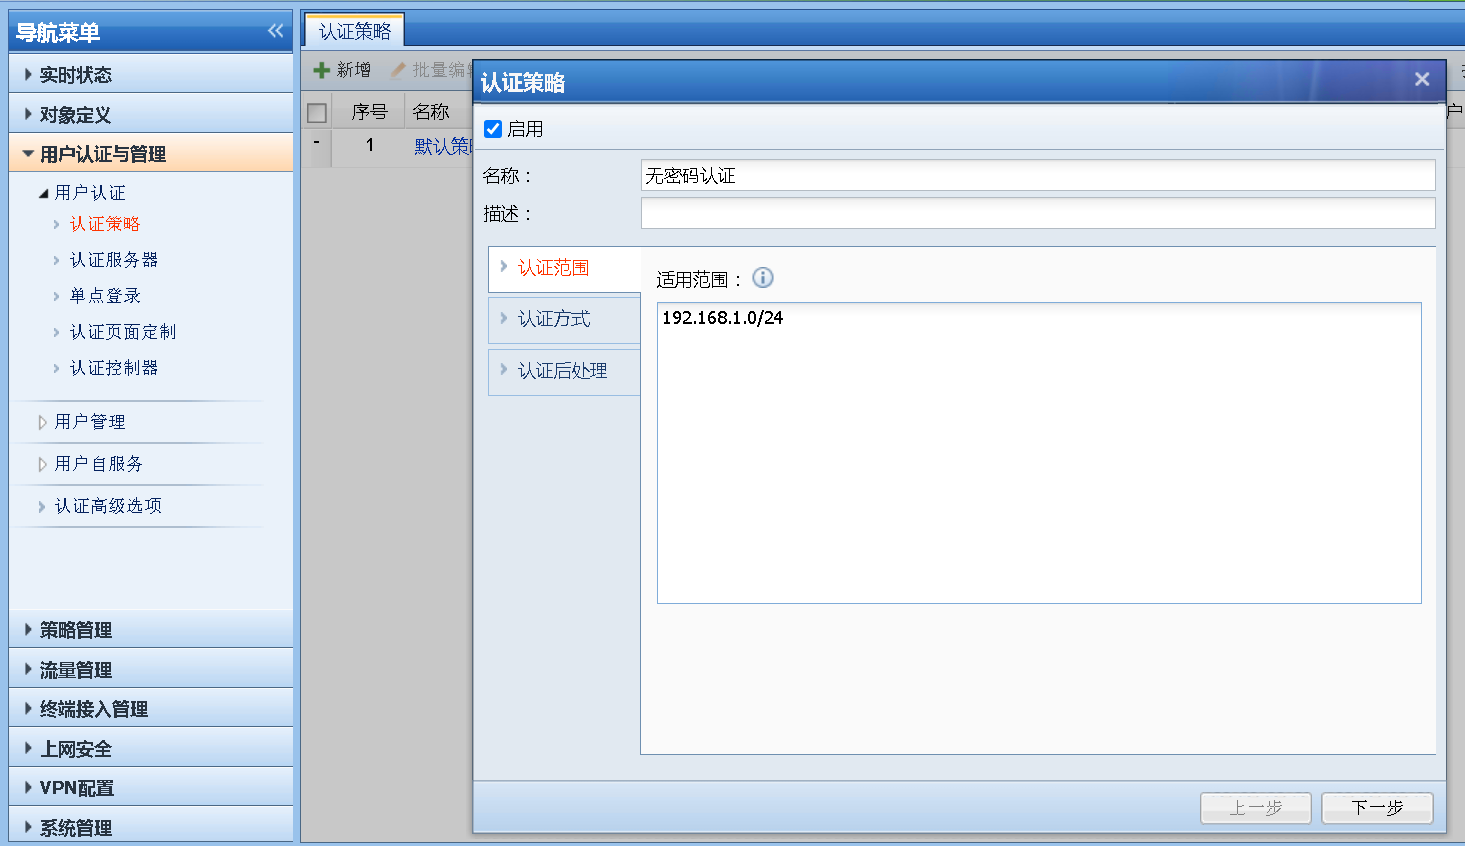 导航菜单
实时状态
对象定义
用户认证与管理
用户认证
认证策略
认证服务器
单点登录
认证页面定制
认证控制器
用户管理
用户自服务
认证高级选项
策略管理
流量管理
终端接入管理
上网安全
VPN配置
系统管理
认证策略
新增 批量编
序号 名称
- 1 默认策
认证策略
启用
名称： 无密码认证
描述：
认证范围
认证方式
认证后处理
适用范围：
192.168.1.0/24
上一步 下一步
户